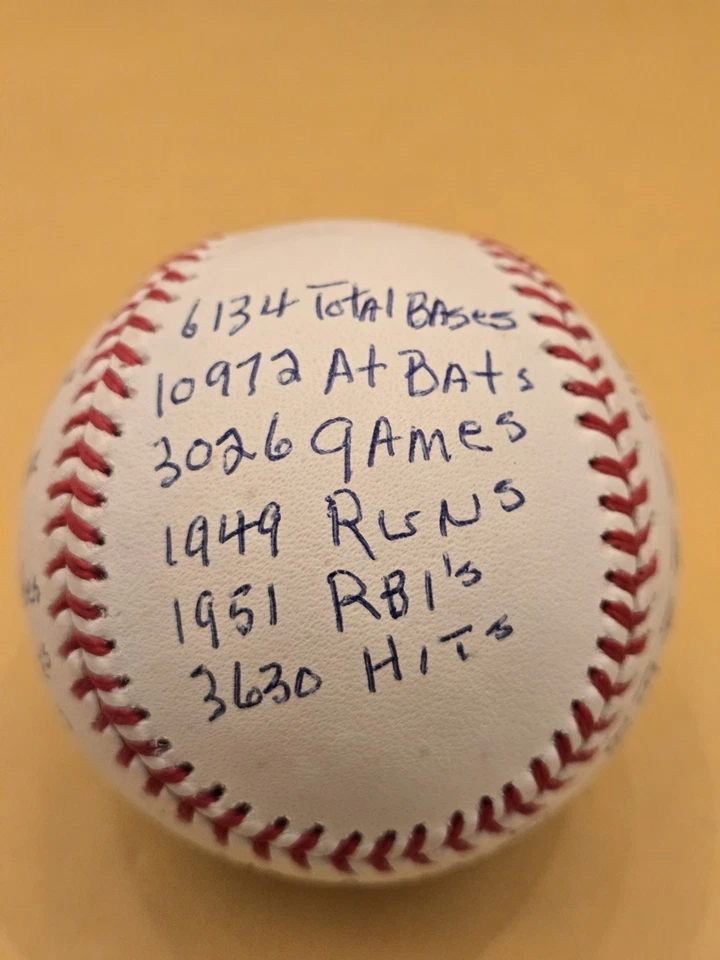 6134 Total Bases
10972 At Bats
3026 Games
1949 Runs
1951 RBI's
3630 Hits